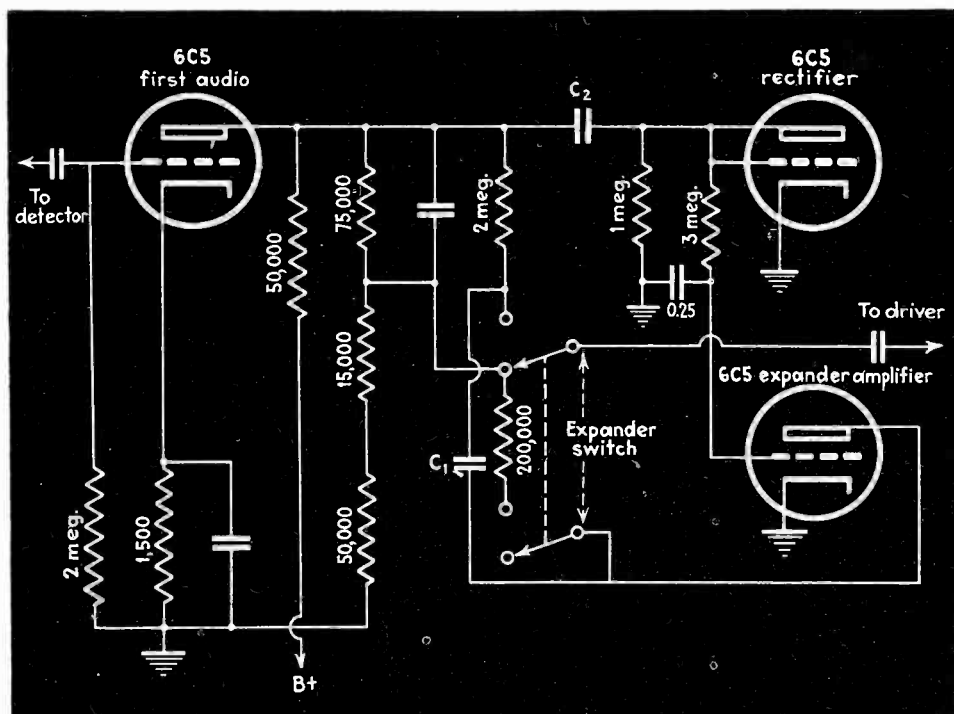 6C5
first audio
6C5
rectifier
C2
To
detector
50,000
75,000
2 meg.
1 meg.
3 meg.
0.25
15,000
To driver
6C5 expander amplifier
Expander
switch
200,000
C1
2 meg.
1,500
50,000
B+